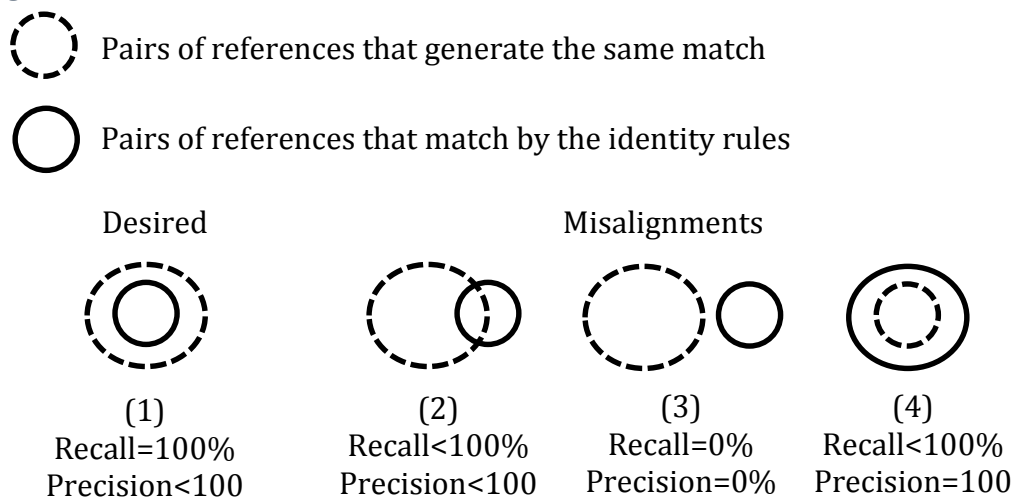 Pairs of references that generate the same match
Pairs of references that match by the identity rules
Desired
Misalignments
(1)
Recall=100%
Precision<100
(2)
Recall<100%
Precision<100
(3)
Recall=0%
Precision=0%
(4)
Recall<100%
Precision=100